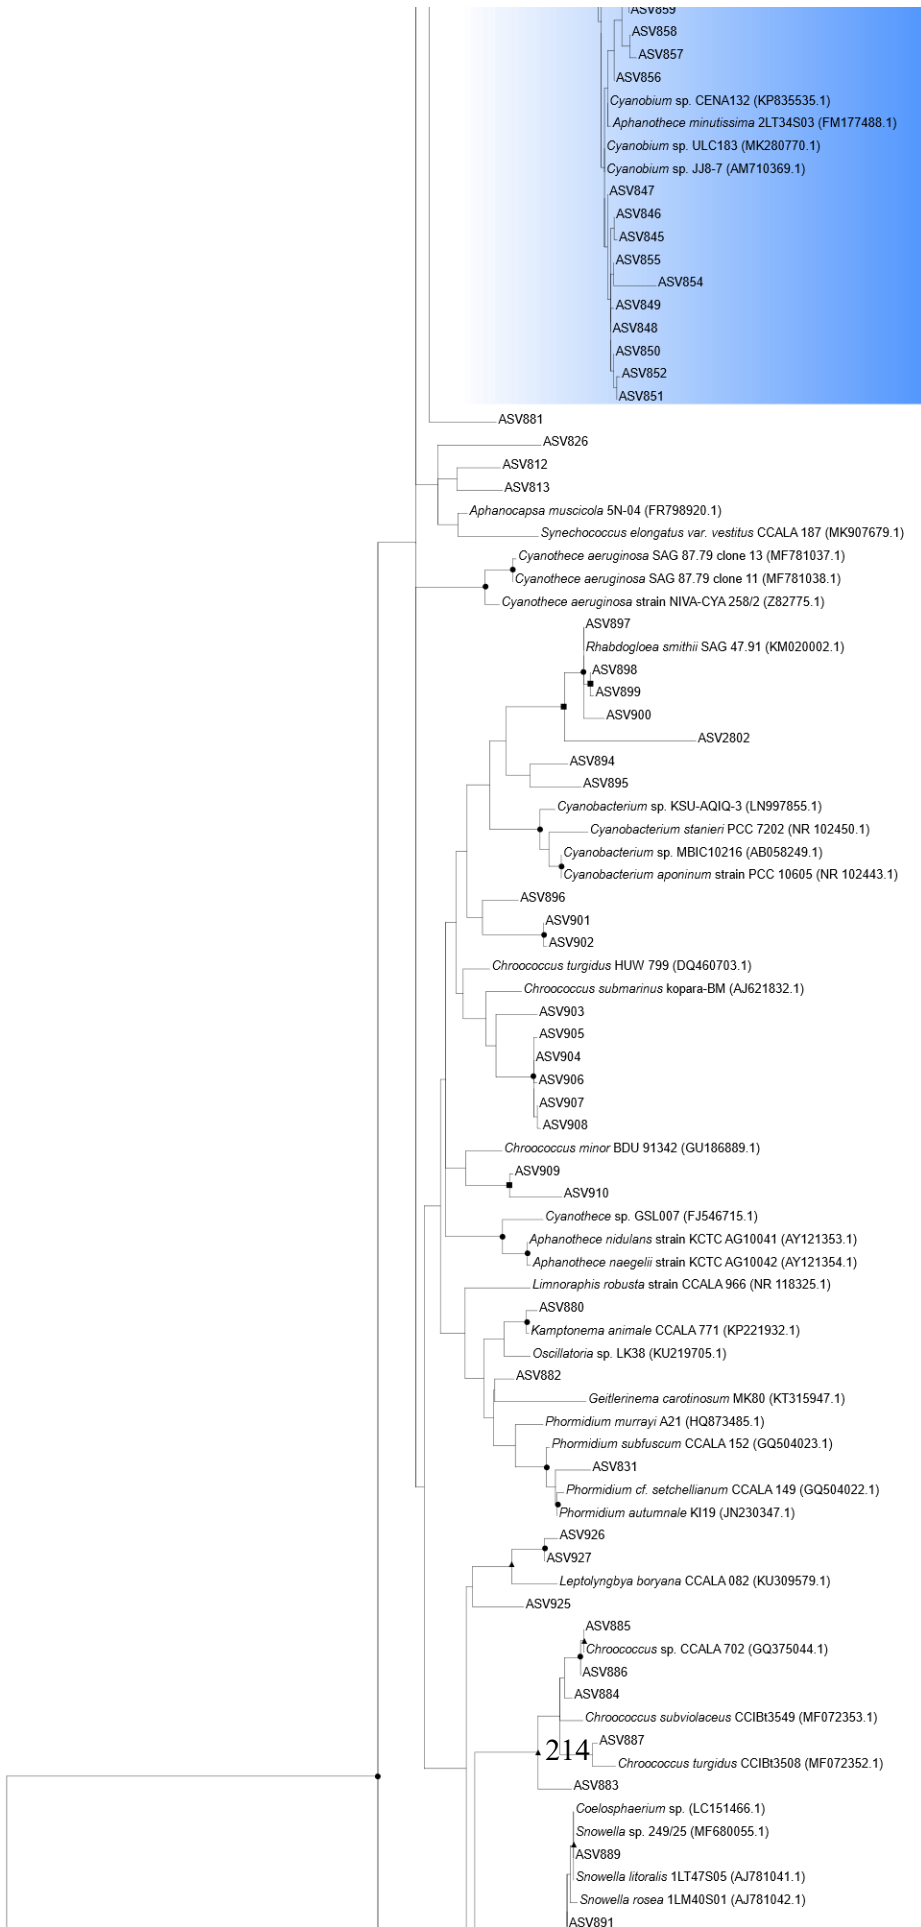 ASV859
ASV858
ASV857
ASV856
Cyanobium sp. CENA132 (KP835535.1)
Aphanothece minutissima 2LT34S03 (FM177488.1)
Cyanobium sp. ULC183 (MK280770.1)
Cyanobium sp. JJ8-7 (AM710369.1)
ASV847
ASV846
ASV845
ASV855
ASV854
ASV849
ASV848
ASV850
ASV852
ASV851
ASV881
ASV826
ASV812
ASV813
Aphanocapsa muscicola 5N-04 (FR798920.1)
Synechococcus elongatus var. vestitus CCALA 187 (MK907679.1)
Cyanothece aeruginosa SAG 87.79 clone 13 (MF781037.1)
Cyanothece aeruginosa SAG 87.79 clone 11 (MF781038.1)
Cyanothece aeruginosa strain NIVA-CYA 258/2 (Z82775.1)
ASV897
Rhabdogloea smithii SAG 47.91 (KM020002.1)
ASV898
ASV899
ASV900
ASV2802
ASV894
ASV895
Cyanobacterium sp. KSU-AQIQ-3 (LN997855.1)
Cyanobacterium stanieri PCC 7202 (NR 102450.1)
Cyanobacterium sp. MBIC10216 (AB058249.1)
Cyanobacterium aponinum strain PCC 10605 (NR 102443.1)
ASV896
ASV901
ASV902
Chroococcus turgidus HUW 799 (DQ460703.1)
Chroococcus submarinus kopara-BM (AJ621832.1)
ASV903
ASV905
ASV904
ASV906
ASV907
ASV908
Chroococcus minor BDU 91342 (GU186889.1)
ASV909
ASV910
Cyanothece sp. GSL007 (FJ546715.1)
Aphanothece nidulans strain KCTC AG10041 (AY121353.1)
Aphanothece naegelii strain KCTC AG10042 (AY121354.1)
Limnoraphis robusta strain CCALA 966 (NR 118325.1)
ASV880
Kamptonema animale CCALA 771 (KP221932.1)
Oscillatoria sp. LK38 (KU219705.1)
ASV882
Geitlerinema carotinosum MK80 (KT315947.1)
Phormidium murrayi A21 (HQ873485.1)
Phormidium subfuscum CCALA 152 (GQ504023.1)
ASV831
Phormidium cf. setchellianum CCALA 149 (GQ504022.1)
Phormidium autumnale KI19 (JN230347.1)
ASV926
ASV927
Leptolyngbya boryana CCALA 082 (KU309579.1)
ASV925
ASV885
Chroococcus sp. CCALA 702 (GQ375044.1)
ASV886
ASV884
Chroococcus subviolaceus CCIBt3549 (MF072353.1)
ASV887
214
Chroococcus turgidus CCIBt3508 (MF072352.1)
ASV883
Coelosphaerium sp. (LC151466.1)
Snowella sp. 249/25 (MF680055.1)
ASV889
Snowella litoralis 1LT47S05 (AJ781041.1)
Snowella rosea 1LM40S01 (AJ781042.1)
ASV891